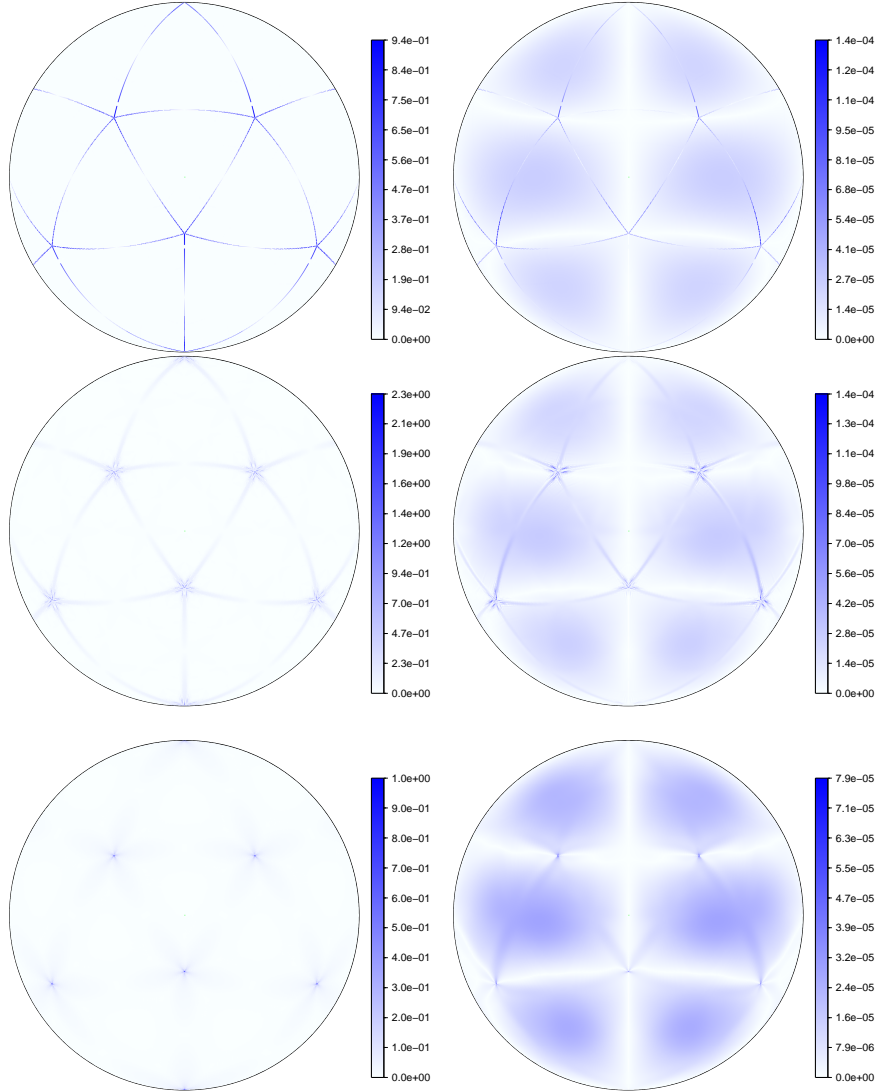 9.4e−01
8.4e−01
7.5e−01
6.5e−01
5.6e−01
4.7e−01
3.7e−01
2.8e−01
1.9e−01
9.4e−02
0.0e+00
1.4e−04
1.2e−04
1.1e−04
9.5e−05
8.1e−05
6.8e−05
5.4e−05
4.1e−05
2.7e−05
1.4e−05
0.0e+00
2.3e+00
2.1e+00
1.9e+00
1.6e+00
1.4e+00
1.2e+00
9.4e−01
7.0e−01
4.7e−01
2.3e−01
0.0e+00
1.4e−04
1.3e−04
1.1e−04
9.8e−05
8.4e−05
7.0e−05
5.6e−05
4.2e−05
2.8e−05
1.4e−05
0.0e+00
1.0e+00
9.0e−01
8.0e−01
7.0e−01
6.0e−01
5.0e−01
4.0e−01
3.0e−01
2.0e−01
1.0e−01
0.0e+00
7.9e−05
7.1e−05
6.3e−05
5.5e−05
4.7e−05
3.9e−05
3.2e−05
2.4e−05
1.6e−05
7.9e−06
0.0e+00